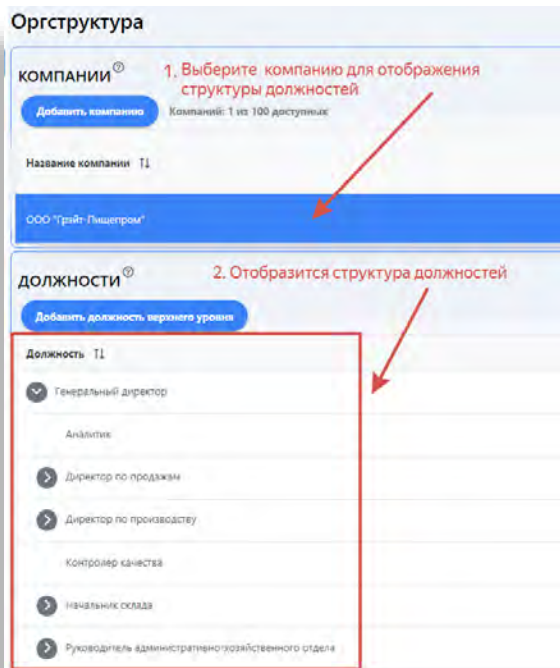 Оргструктура
КОМПАНИИ
1. Выберите компанию для отображения
структуры должностей
Добавить компанию
Компаний: 1 из 100 доступных
Название компании
ООО "Грэйт-Пищепром"
ДОЛЖНОСТИ
2. Отобразится структура должностей
Добавить должность верхнего уровня
Должность
Генеральный директор
Аналитик
Директор по продажам
Директор по производству
Контролер качества
Начальник склада
Руководитель административно-хозяйственного отдела